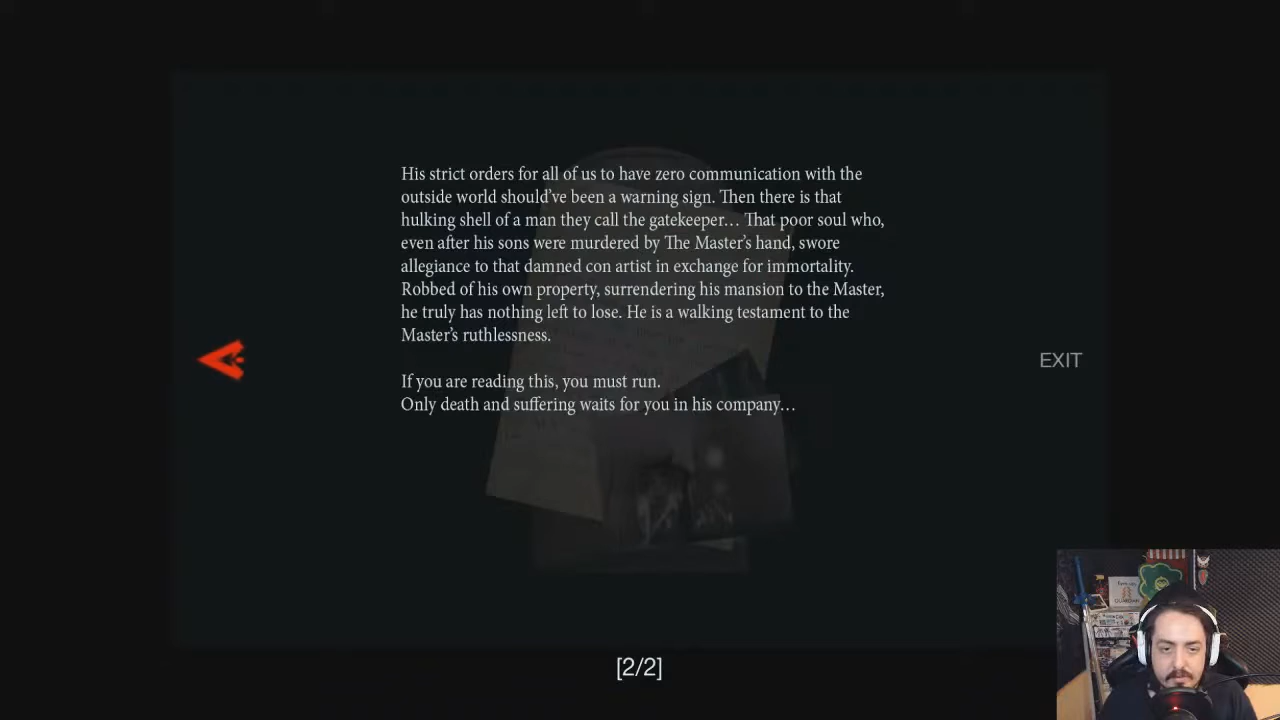 His strict orders for all of us to have zero communication with the
outside world should've been a warning sign. Then there is that
hulking shell of a man they call the gatekeeper… That poor soul who,
even after his sons were murdered by The Master's hand, swore
allegiance to that damned con artist in exchange for immortality.
Robbed of his own property, surrendering his mansion to the Master,
he truly has nothing left to lose. He is a walking testament to the
Master's ruthlessness.
If you are reading this, you must run.
Only death and suffering waits for you in his company…
EXIT
[2/2]